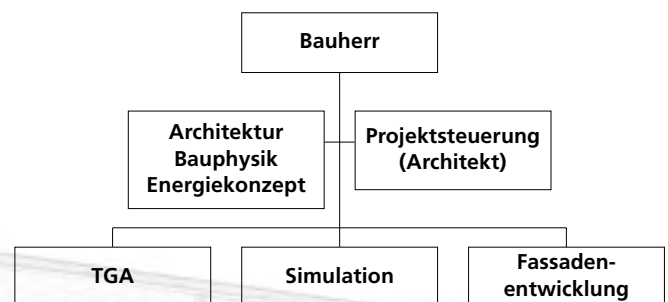 Bauherr
Architektur
Bauphysik
Energiekonzept
Projektsteuerung
(Architekt)
TGA
Simulation
Fassaden-
entwicklung